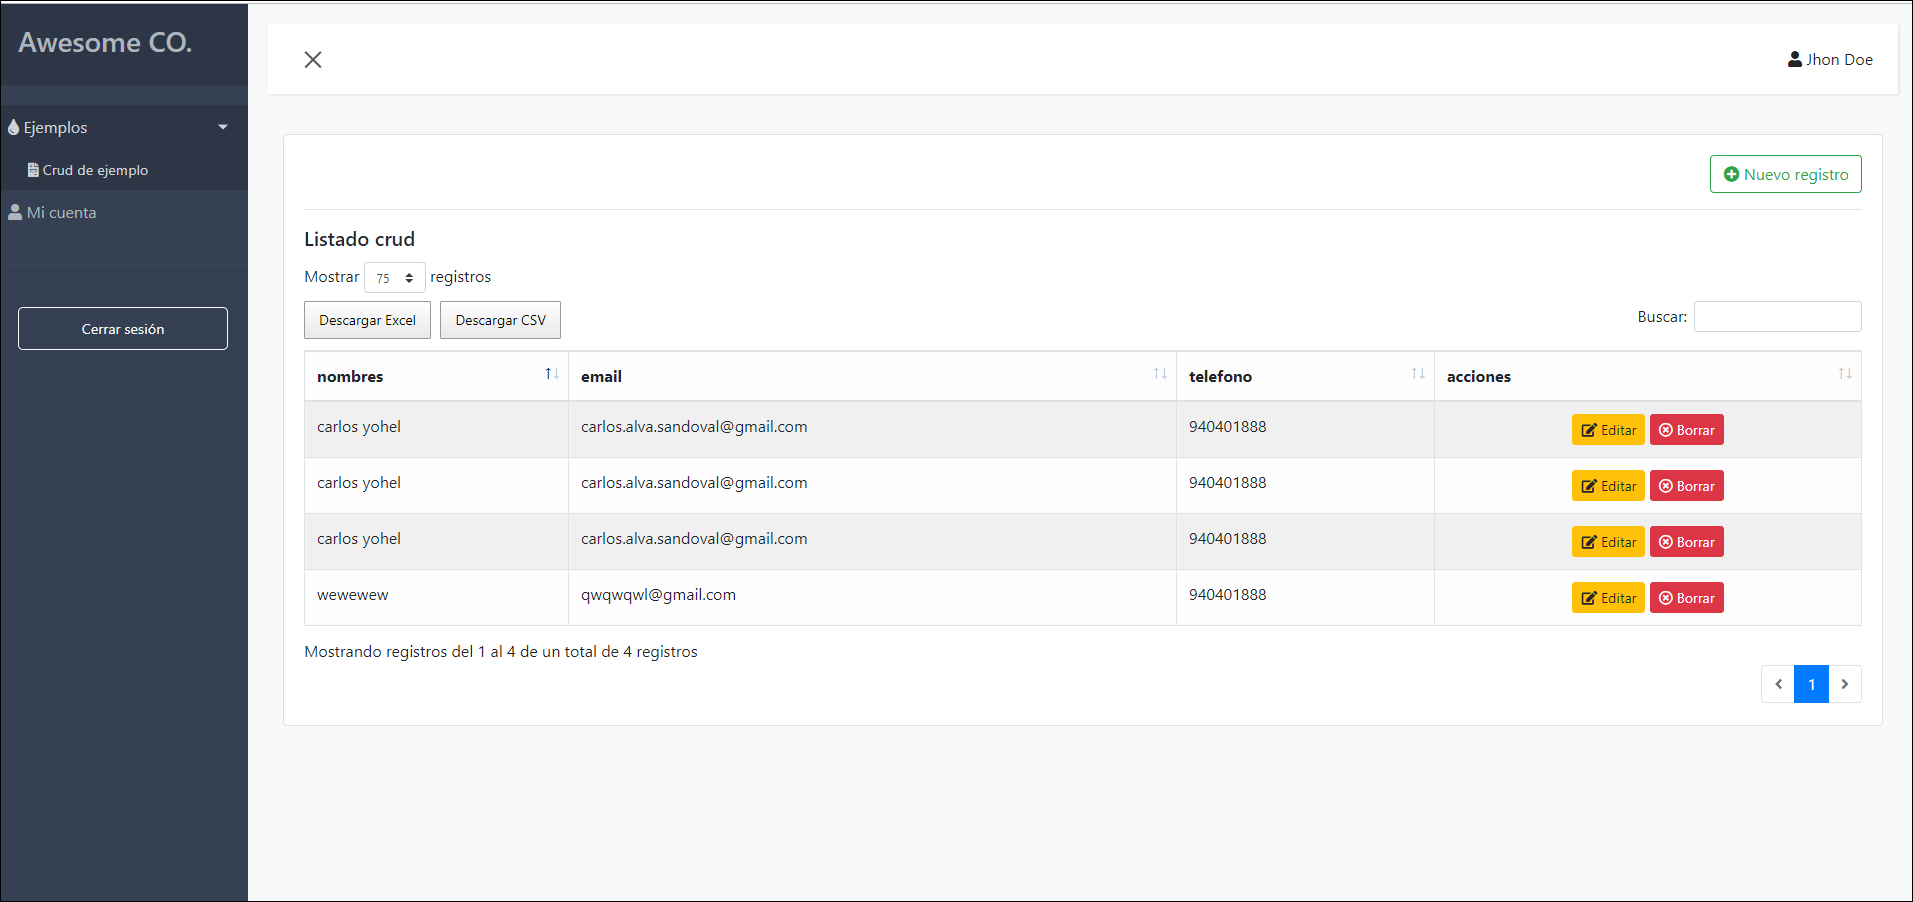 Awesome CO.
Jhon Doe
Ejemplos
Crud de ejemplo
Mi cuenta
Cerrar sesión
Nuevo registro
Listado crud
Mostrar 75 registros
Descargar Excel Descargar CSV Buscar:
nombres email telefono acciones
carlos yohel carlos.alva.sandoval@gmail.com 940401888 Editar Borrar
carlos yohel carlos.alva.sandoval@gmail.com 940401888 Editar Borrar
carlos yohel carlos.alva.sandoval@gmail.com 940401888 Editar Borrar
wewewew qwqwqwl@gmail.com 940401888 Editar Borrar
Mostrando registros del 1 al 4 de un total de 4 registros
1